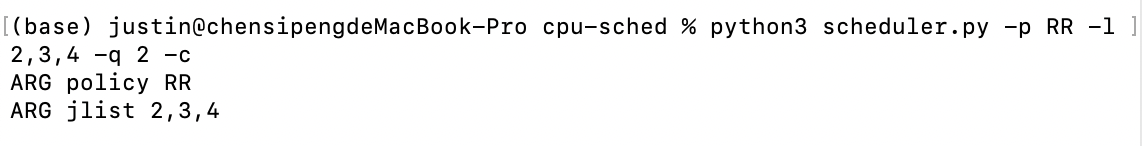 [(base) justin@chensipengdeMacBook-Pro cpu-sched % python3 scheduler.py -p RR -l ]
2,3,4 -q 2 -c
ARG policy RR
ARG jlist 2,3,4